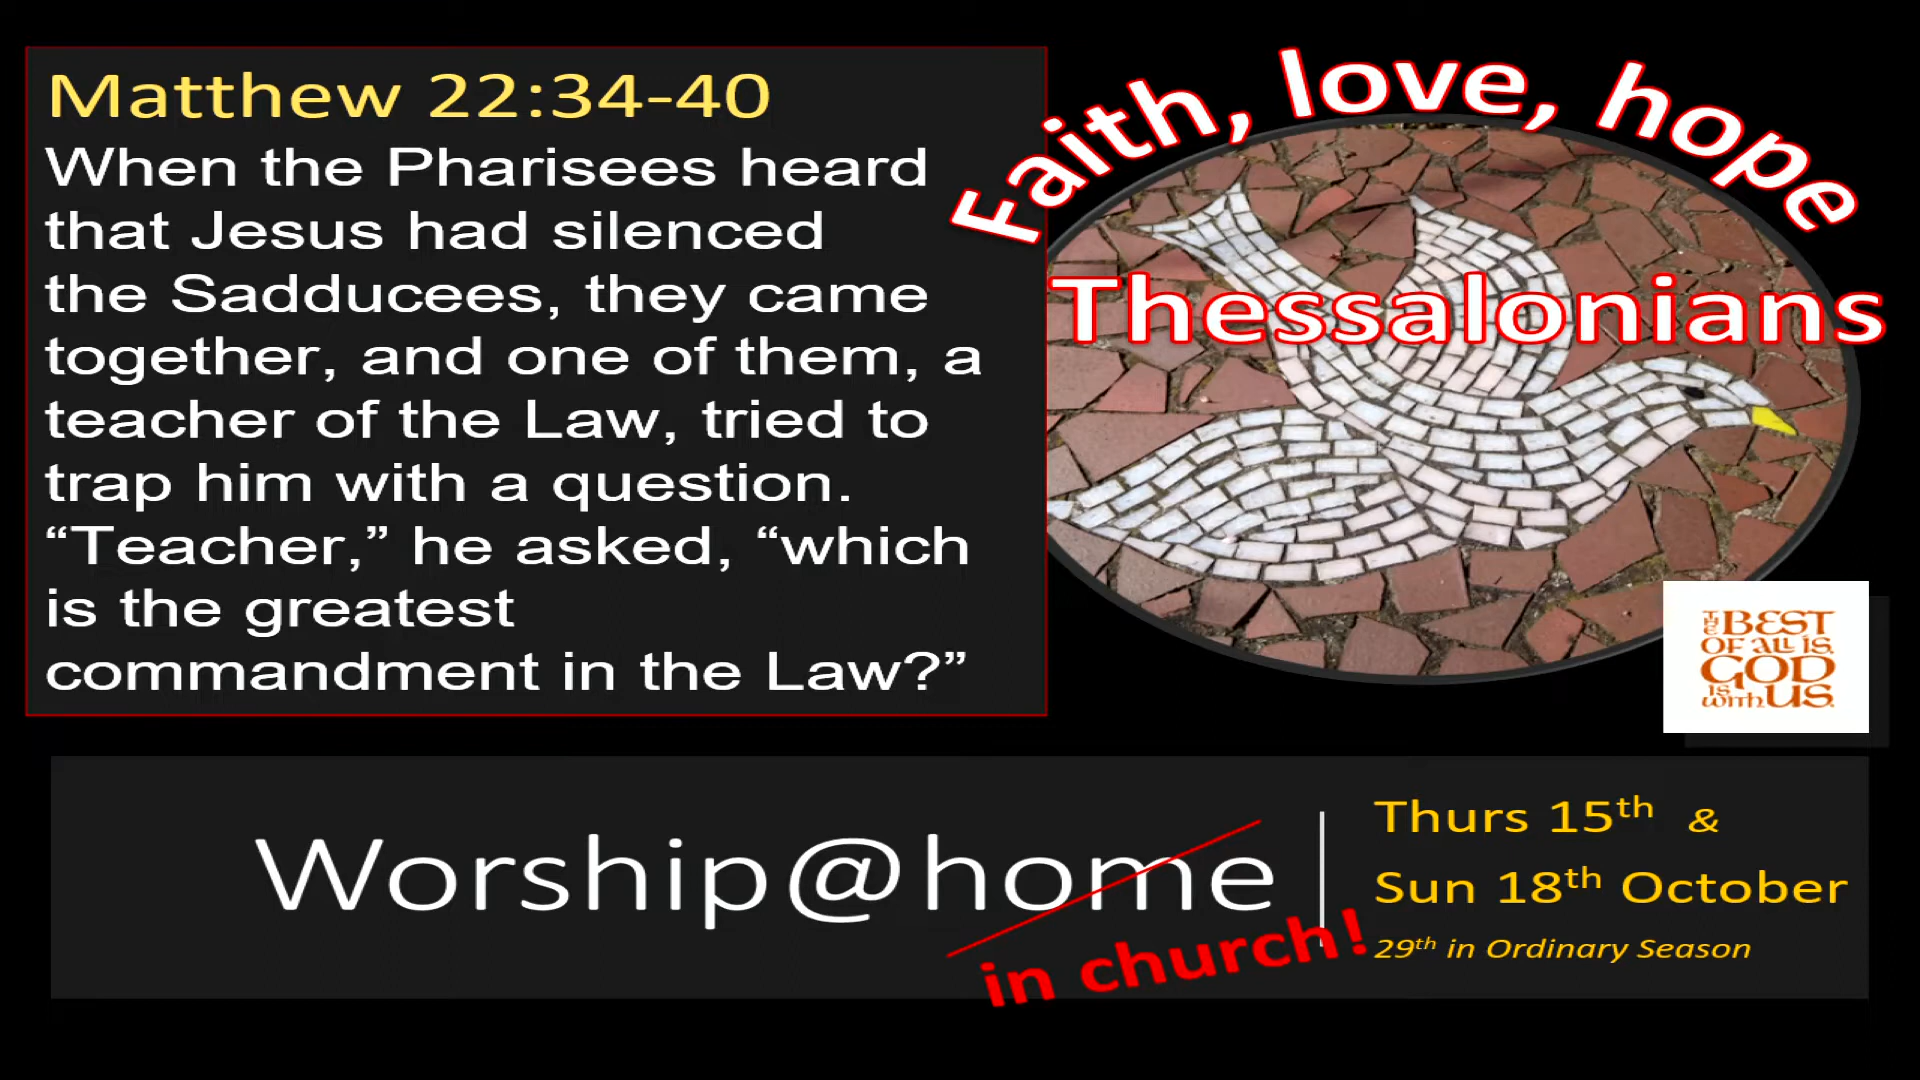 Matthew 22:34-40
When the Pharisees heard
that Jesus had silenced
the Sadducees, they came
together, and one of them, a
teacher of the Law, tried to
trap him with a question.
“Teacher,” he asked, “which
is the greatest
commandment in the Law?”
Faith, love, hope
Thessalonians
THE BEST
OF ALL IS.
GOD
IS
WITH US.
Worship@home
in church!
Thurs 15th &
Sun 18th October
29th in Ordinary Season